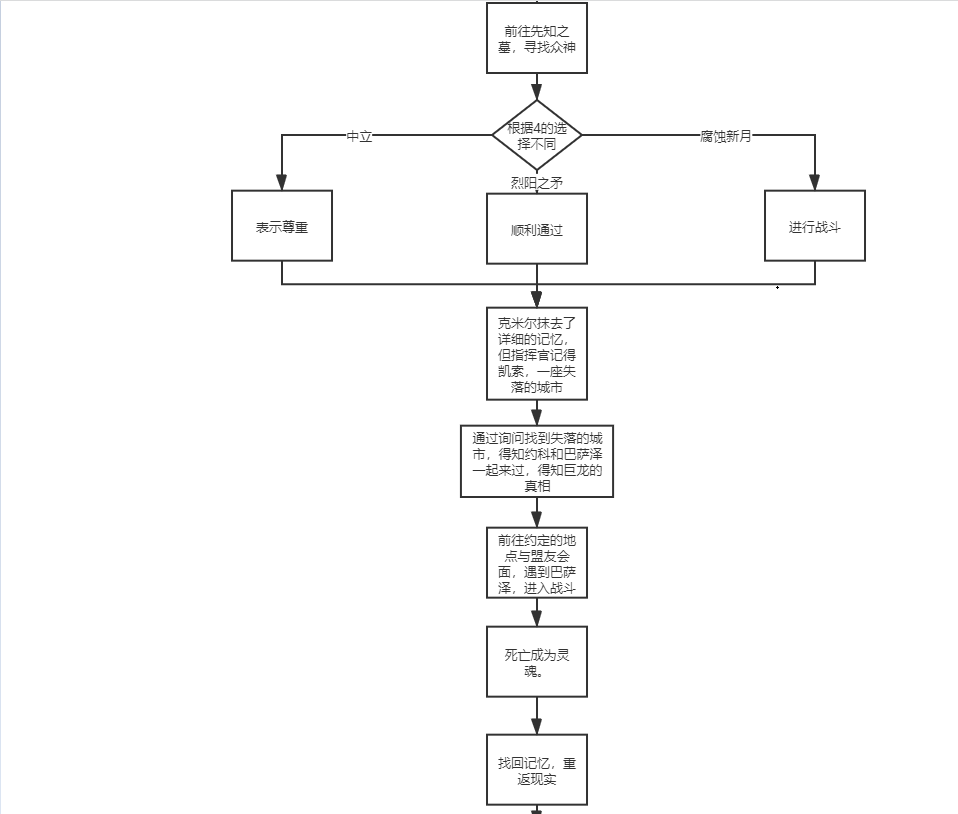 前往先知之
墓，寻找众神
根据4的选
择不同
中立
腐蚀新月
烈阳之矛
表示尊重
顺利通过
进行战斗
克米尔抹去了
详细的记忆，
但指挥官记得
凯索，一座失
落的城市
通过询问找到失落的城
市，得知约科和巴萨泽
一起来过，得知巨龙的
真相
前往约定的地
点与盟友会
面，遇到巴萨
泽，进入战斗
死亡成为灵
魂。
找回记忆，重
返现实